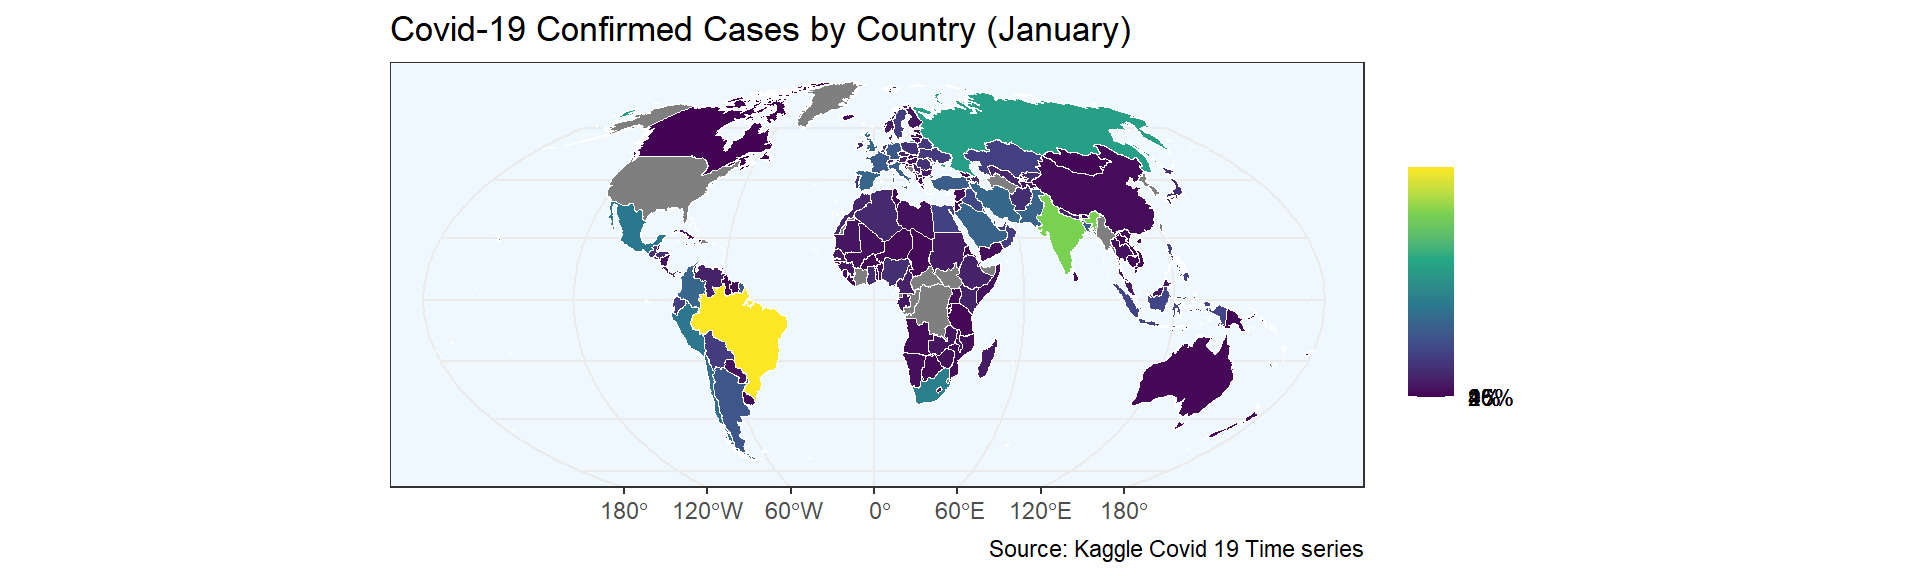 Covid-19 Confirmed Cases by Country (January)
180° 120°W 60°W 0° 60°E 120°E 180°
Source: Kaggle Covid 19 Time series